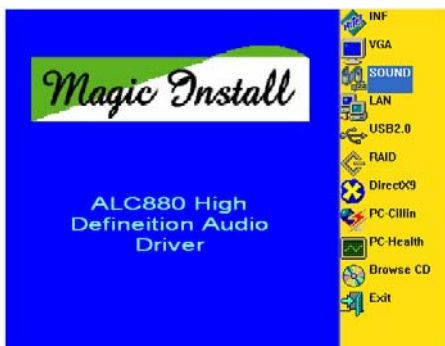 Magic Install
ALC880 High
Defineition Audio
Driver
INF
VGA
SOUND
LAN
USB2.0
RAID
DirectX9
PC-Cillin
PC-Health
Browse CD
Exit